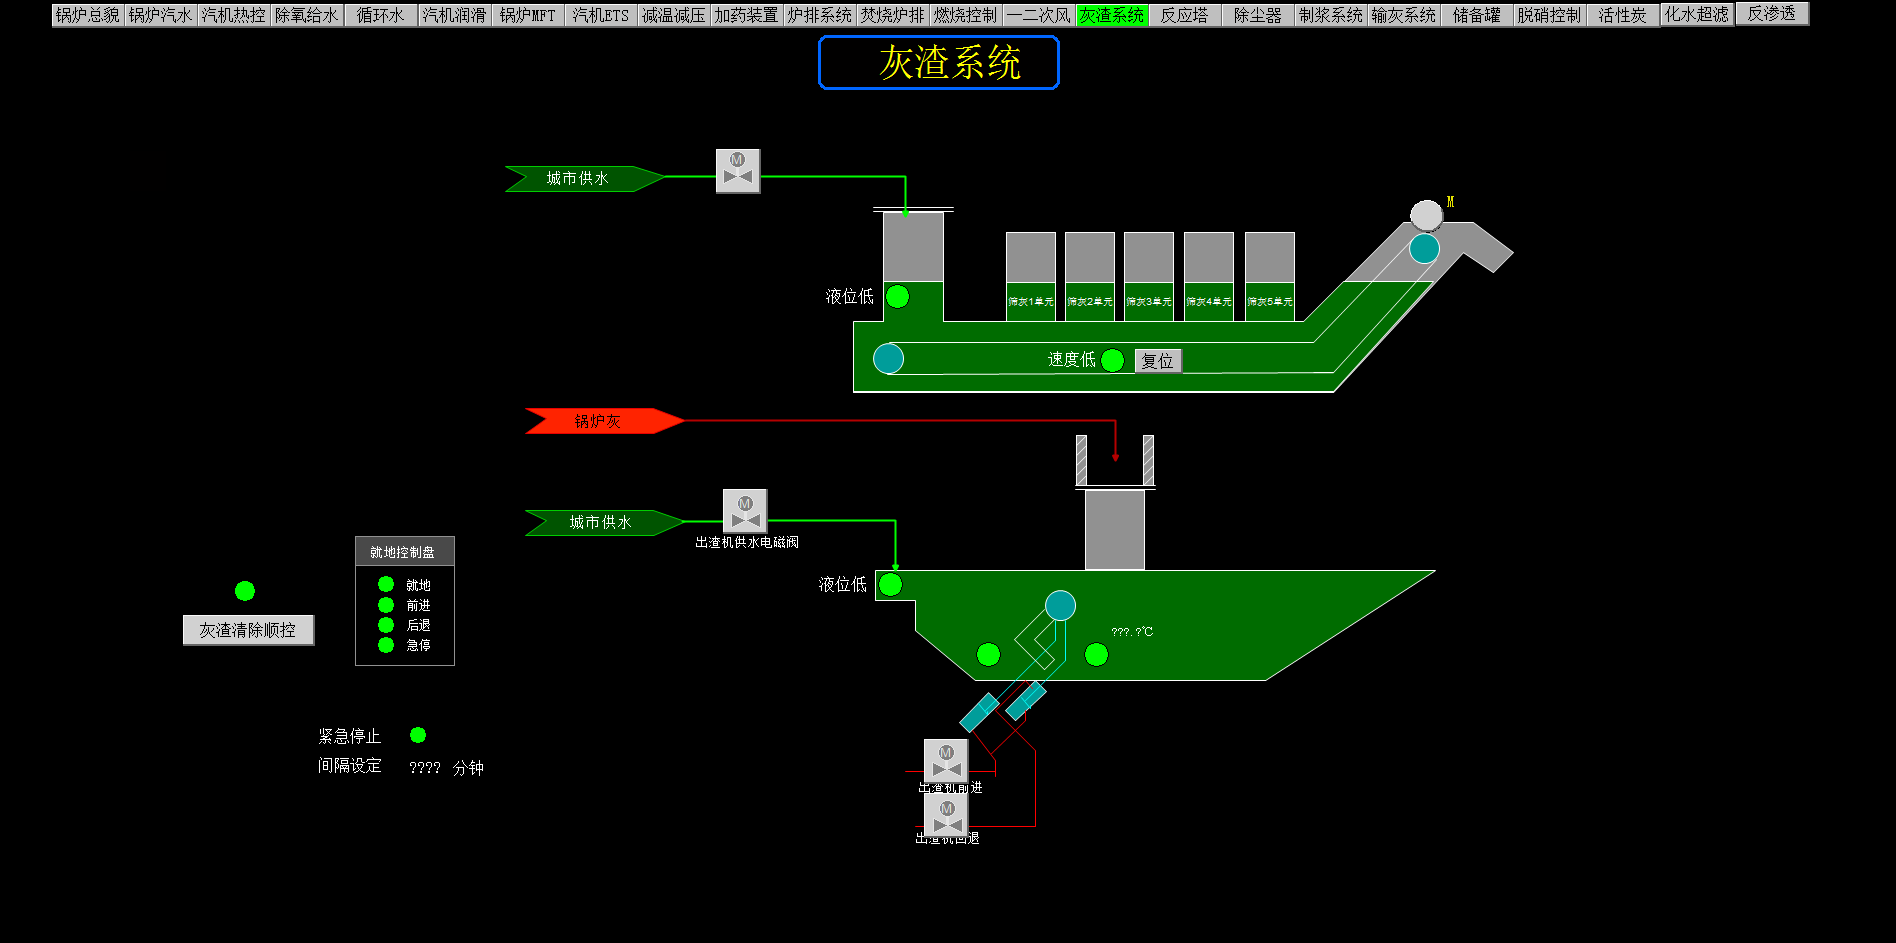 锅炉总貌 锅炉汽水 汽机热控 除氧给水 循环水 汽机润滑 锅炉MFT 汽机ETS 减温减压 加药装置 炉排系统 焚烧炉排 燃烧控制 一二次风 灰渣系统 反应塔 除尘器 制浆系统 输灰系统 储备罐 脱硝控制 活性炭 化水超滤 反渗透
灰渣系统
城市供水
M
M
液位低
筛灰1单元 筛灰2单元 筛灰3单元 筛灰4单元 筛灰5单元
速度低 复位
锅炉灰
城市供水
M
出渣机供水电磁阀
液位低
???.?℃
就地控制盘
就地
前进
后退
急停
灰渣清除顺控
紧急停止
间隔设定 ???? 分钟
M
出渣机前进
M
出渣机后退